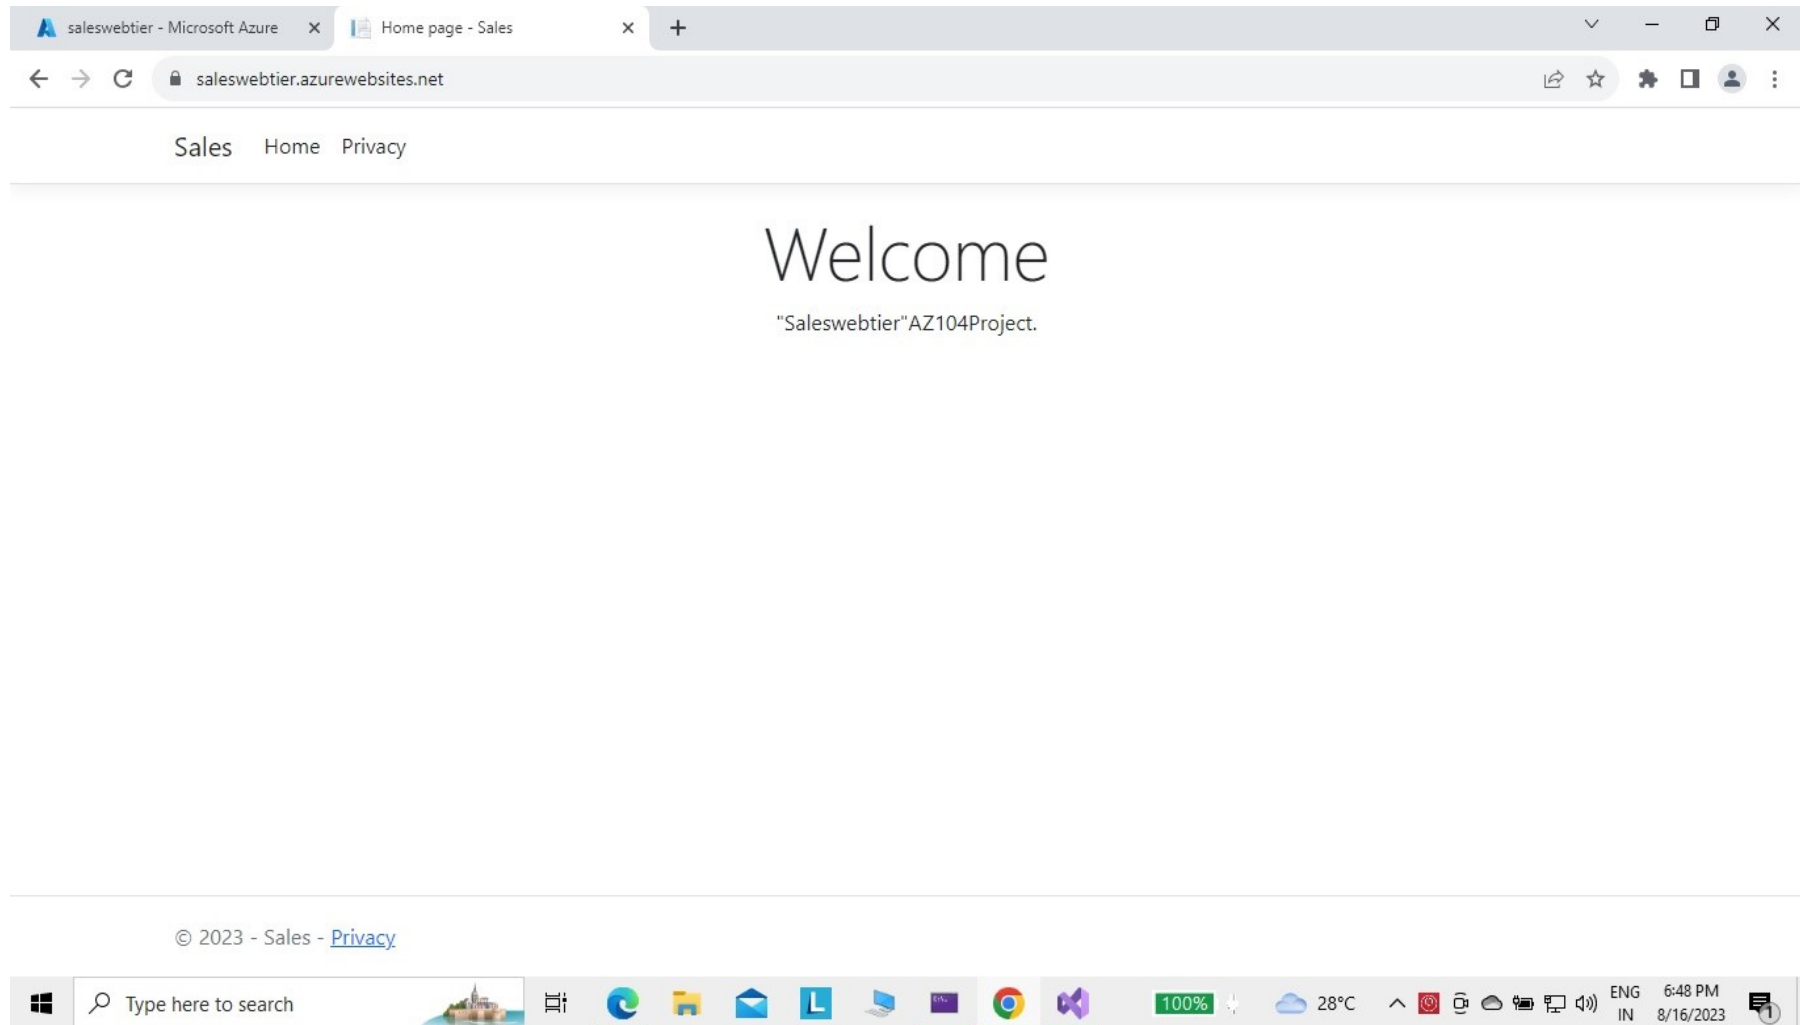 saleswebtier - Microsoft Azure
Home page - Sales
saleswebtier.azurewebsites.net
Sales Home Privacy
Welcome
"Saleswebtier"AZ104Project.
© 2023 - Sales - Privacy
Type here to search
L
100%
28°C
ENG
IN
6:48 PM
8/16/2023
1